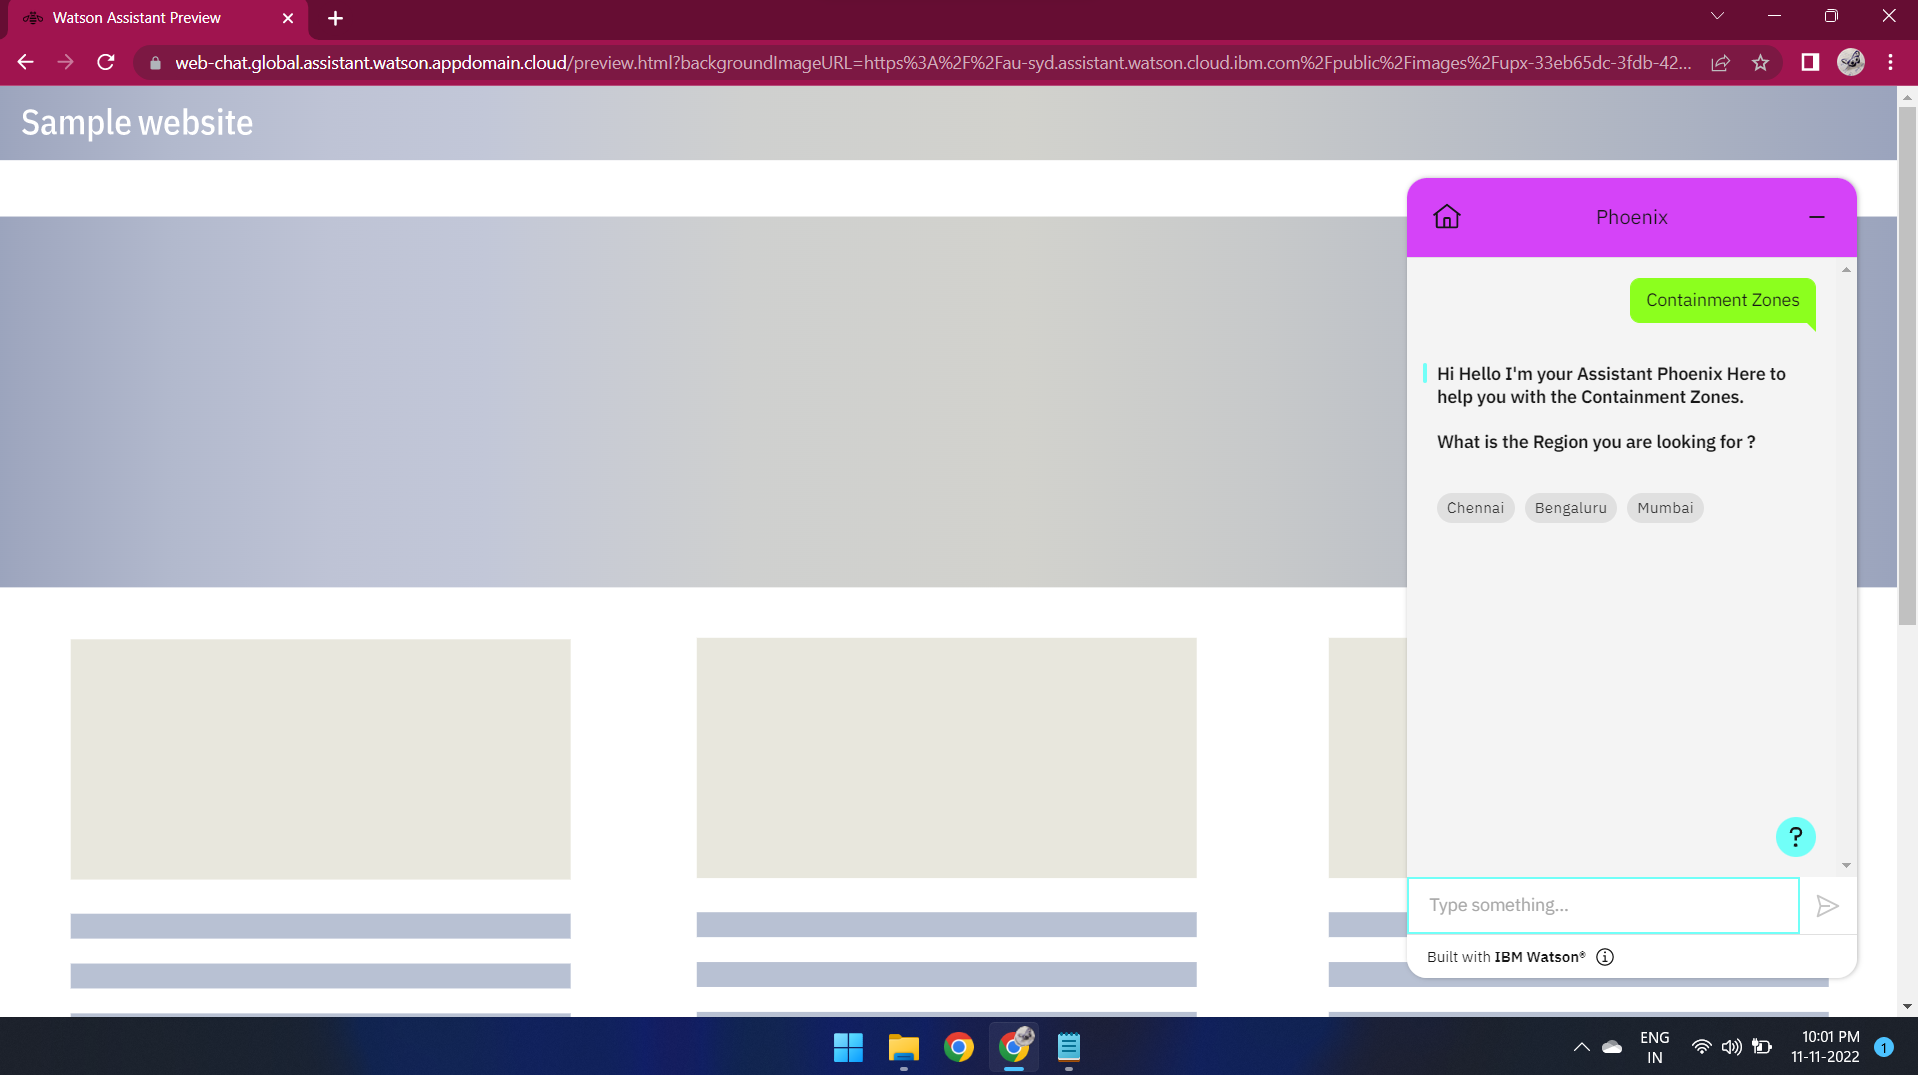 Watson Assistant Preview
web-chat.global.assistant.watson.appdomain.cloud/preview.html?backgroundImageURL=https%3A%2F%2Fau-syd.assistant.watson.cloud.ibm.com%2Fpublic%2Fimages%2Fupx-33eb65dc-3fdb-42...
Sample website
Phoenix
Containment Zones
Hi Hello I'm your Assistant Phoenix Here to
help you with the Containment Zones.
What is the Region you are looking for ?
Chennai Bengaluru Mumbai
?
Type something...
Built with IBM Watson®
ENG
IN
10:01 PM
11-11-2022
1